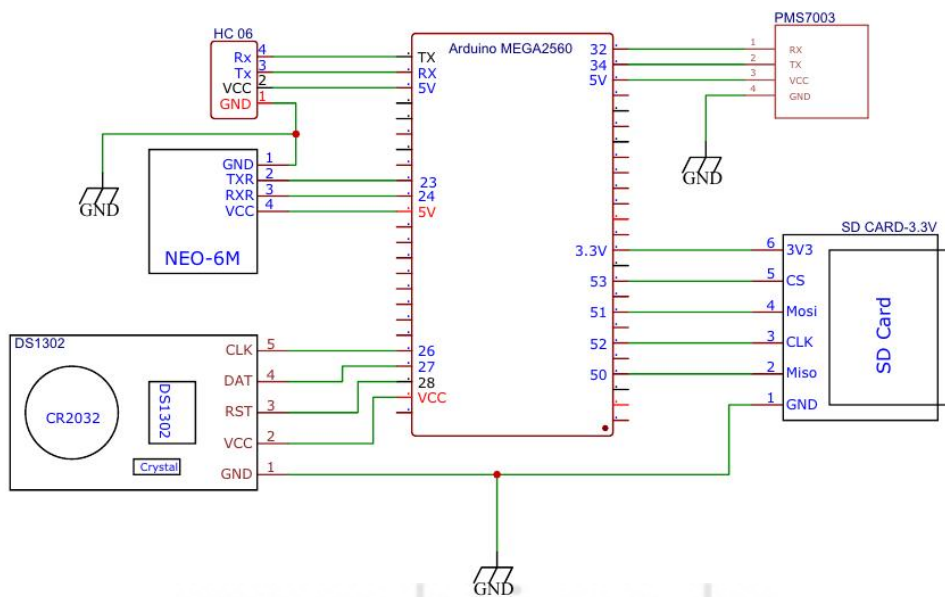 HC 06
Rx 4
Tx 3
VCC 2
GND 1
GND
GND 1
TXR 2
RXR 3
VCC 4
NEO-6M
DS1302
CR2032
DS1302
Crystal
CLK 5
DAT 4
RST 3
VCC 2
GND 1
Arduino MEGA2560
TX
RX
5V
23
24
5V
26
27
28
VCC
32
34
5V
3.3V
53
51
52
50
PMS7003
1 RX
2 TX
3 VCC
4 GND
GND
SD CARD-3.3V
6 3V3
5 CS
4 Mosi
3 CLK
2 Miso
1 GND
SD Card
GND